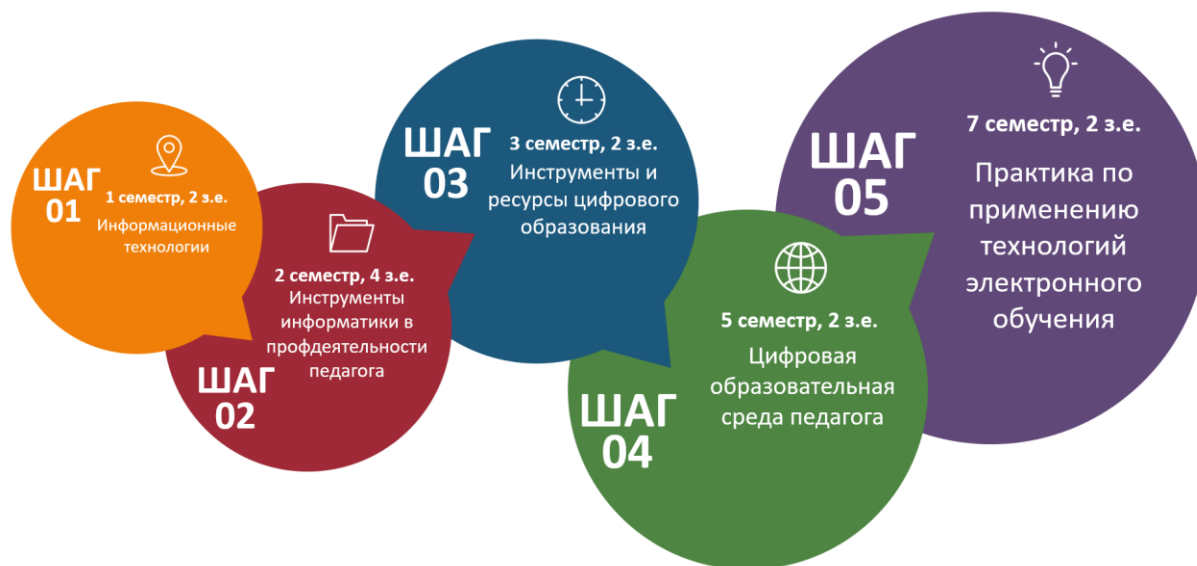 ШАГ
01
1 семестр, 2 з.е.
Информационные
технологии
2 семестр, 4 з.е.
Инструменты
информатики в
профдеятельности
педагога
ШАГ
02
ШАГ
03
3 семестр, 2 з.е.
Инструменты и
ресурсы цифрового
образования
5 семестр, 2 з.е.
Цифровая
образовательная
среда педагога
ШАГ
04
ШАГ
05
7 семестр, 2 з.е.
Практика по
применению
технологий
электронного
обучения